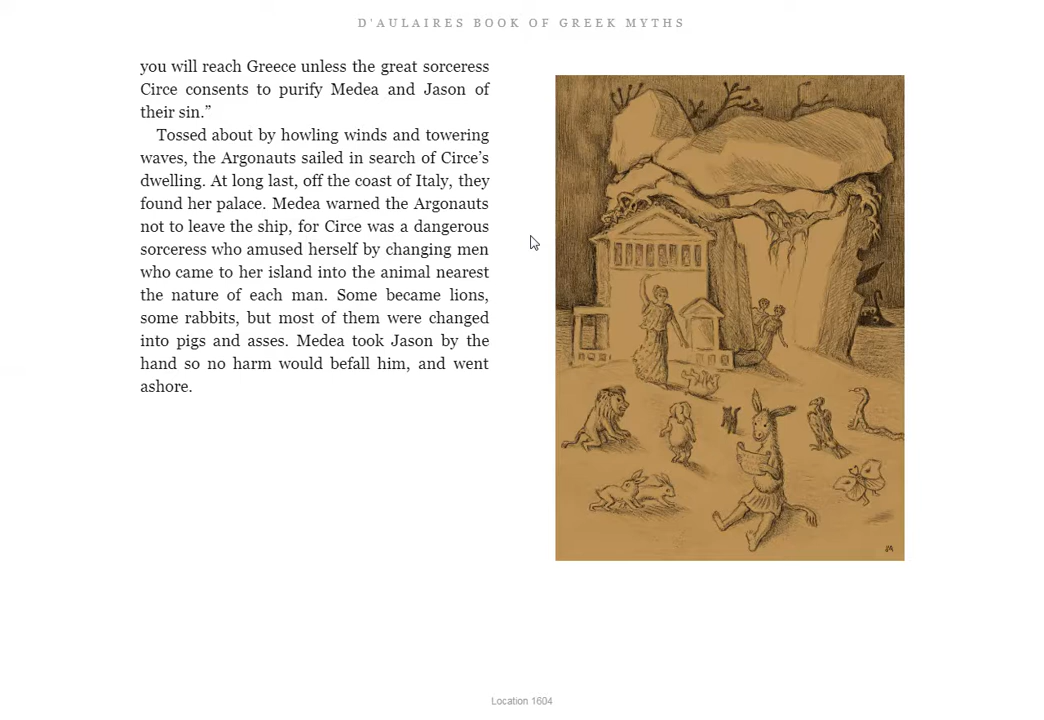 D'AULAIRES BOOK OF GREEK MYTHS
you will reach Greece unless the great sorceress
Circe consents to purify Medea and Jason of
their sin.”
Tossed about by howling winds and towering
waves, the Argonauts sailed in search of Circe’s
dwelling. At long last, off the coast of Italy, they
found her palace. Medea warned the Argonauts
not to leave the ship, for Circe was a dangerous
sorceress who amused herself by changing men
who came to her island into the animal nearest
the nature of each man. Some became lions,
some rabbits, but most of them were changed
into pigs and asses. Medea took Jason by the
hand so no harm would befall him, and went
ashore.
Location 1604